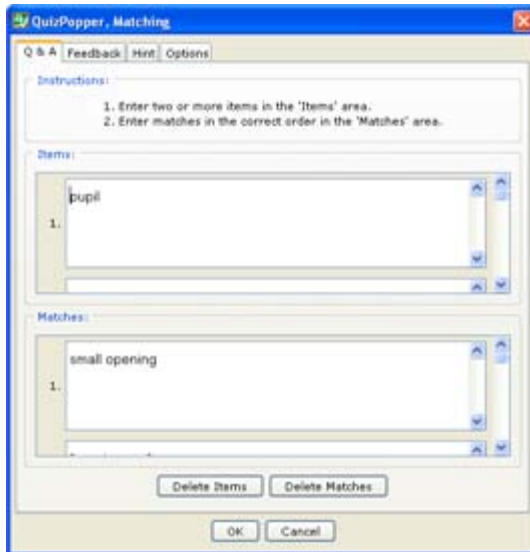 QuizPopper, Matching
Q & A Feedback Hint Options
Instructions:
1. Enter two or more items in the 'Items' area.
2. Enter matches in the correct order in the 'Matches' area.
Items:
pupil
1.
Matches:
small opening
1.
Delete Items Delete Matches
OK Cancel